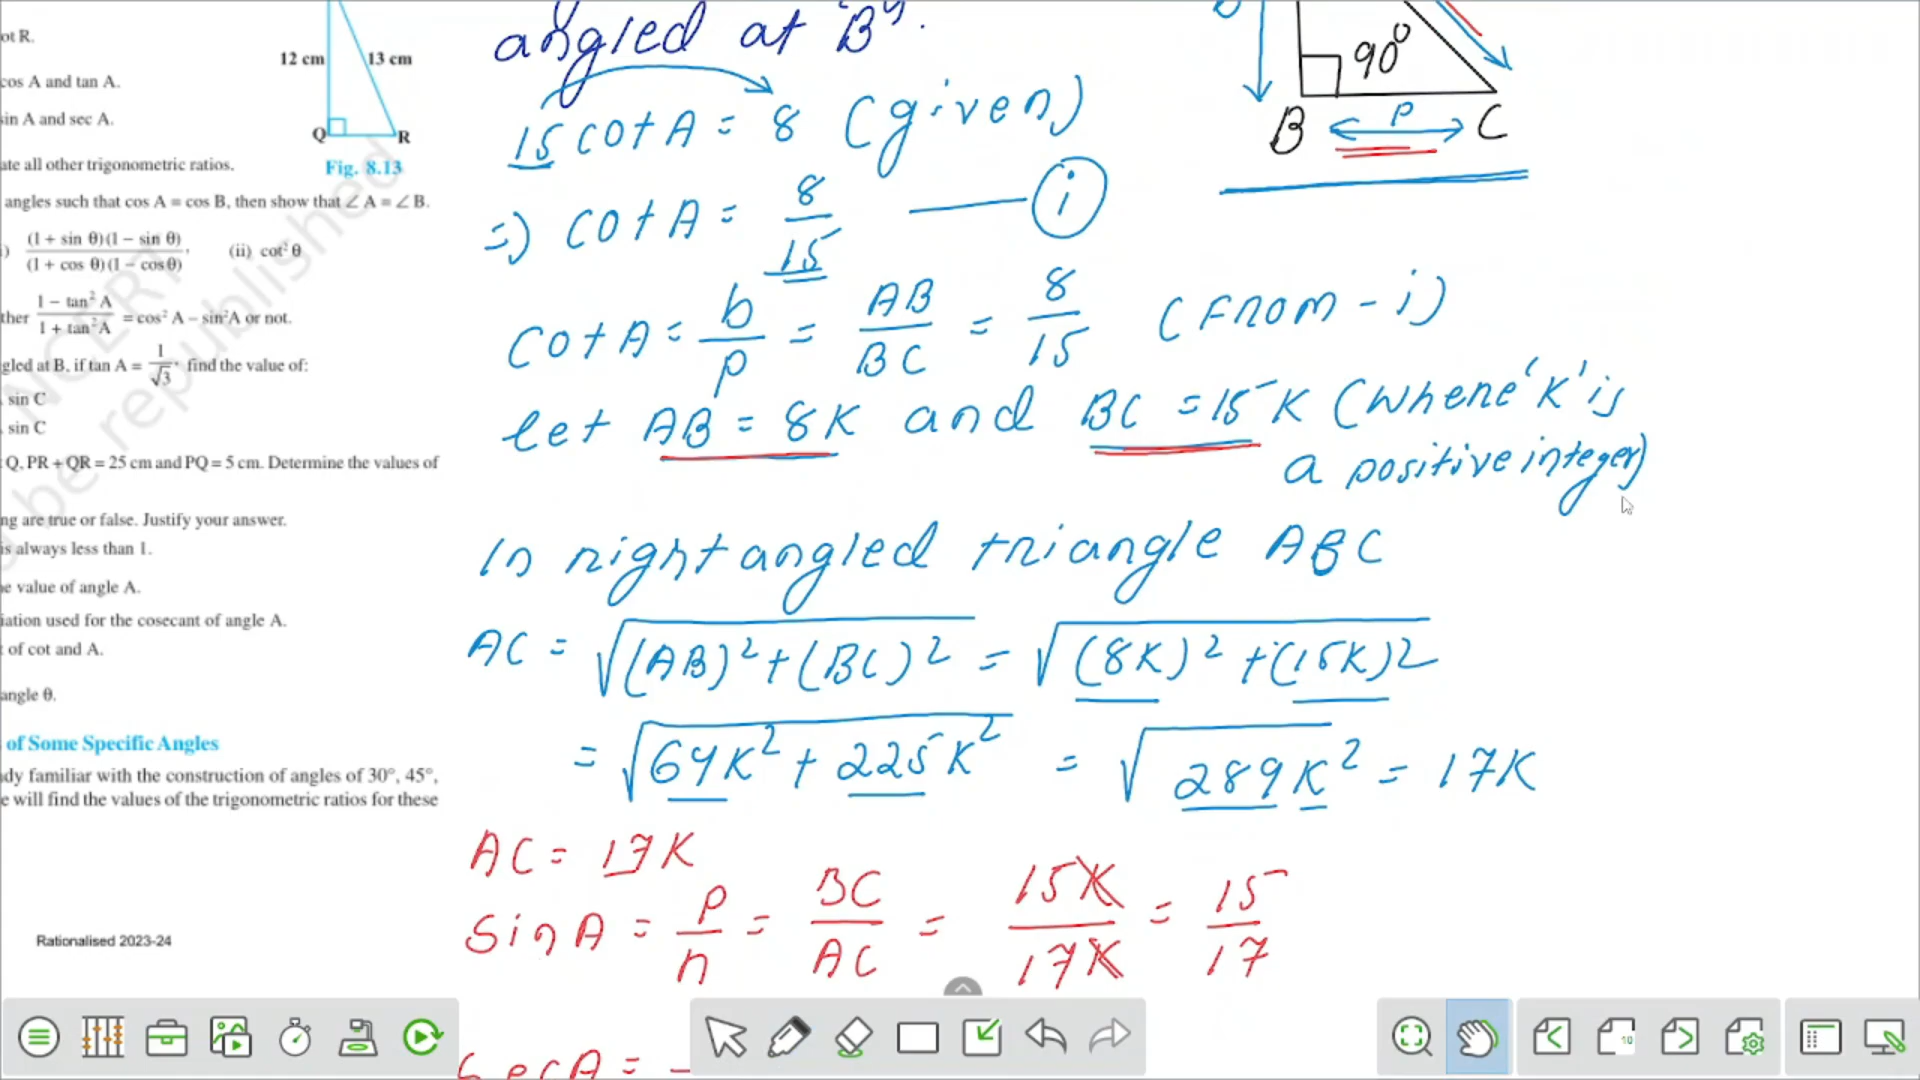 ot R.
12 cm
13 cm
cos A and tan A.
sin A and sec A.
Q
R
ate all other trigonometric ratios.
Fig. 8.13
angles such that cos A = cos B, then show that ∠ A = ∠ B.
(1 + sin θ)(1 − sin θ) / (1 + cos θ)(1 − cos θ), (ii) cot² θ
ther (1 − tan² A)/(1 + tan² A) = cos² A – sin²A or not.
gled at B, if tan A = 1/√3, find the value of:
sin C
sin C
Q, PR + QR = 25 cm and PQ = 5 cm. Determine the values of
ng are true or false. Justify your answer.
is always less than 1.
e value of angle A.
iation used for the cosecant of angle A.
of cot and A.
angle θ.
of Some Specific Angles
dy familiar with the construction of angles of 30°, 45°,
e will find the values of the trigonometric ratios for these
Rationalised 2023-24
NCERT
be republished
angled at 'B'.
15 cot A = 8 (given)
=> cot A = 8/15 — (i)
cot A = b/p = AB/BC = 8/15 (From - i)
let AB = 8K and BC = 15K (Where 'K' is
a positive integer)
In right angled triangle ABC
AC = √((AB)² + (BC)²) = √((8K)² + (15K)²)
= √(64K² + 225K²) = √(289K²) = 17K
AC = 17K
Sin A = p/h = BC/AC = 15K/17K = 15/17
Sec A =
90°
B
p
C
10